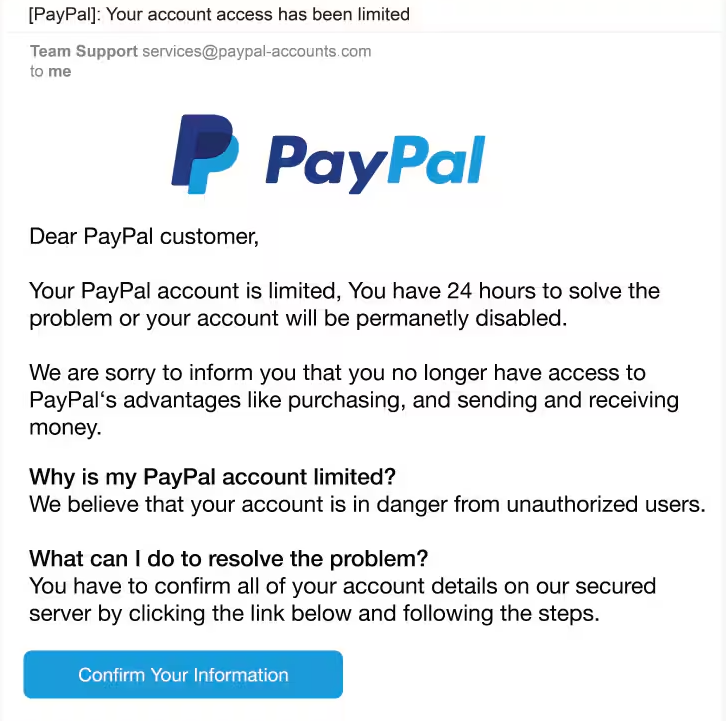 [PayPal]: Your account access has been limited
Team Support services@paypal-accounts.com
to me
PayPal
Dear PayPal customer,
Your PayPal account is limited, You have 24 hours to solve the
problem or your account will be permanetly disabled.
We are sorry to inform you that you no longer have access to
PayPal‘s advantages like purchasing, and sending and receiving
money.
Why is my PayPal account limited?
We believe that your account is in danger from unauthorized users.
What can I do to resolve the problem?
You have to confirm all of your account details on our secured
server by clicking the link below and following the steps.
Confirm Your Information